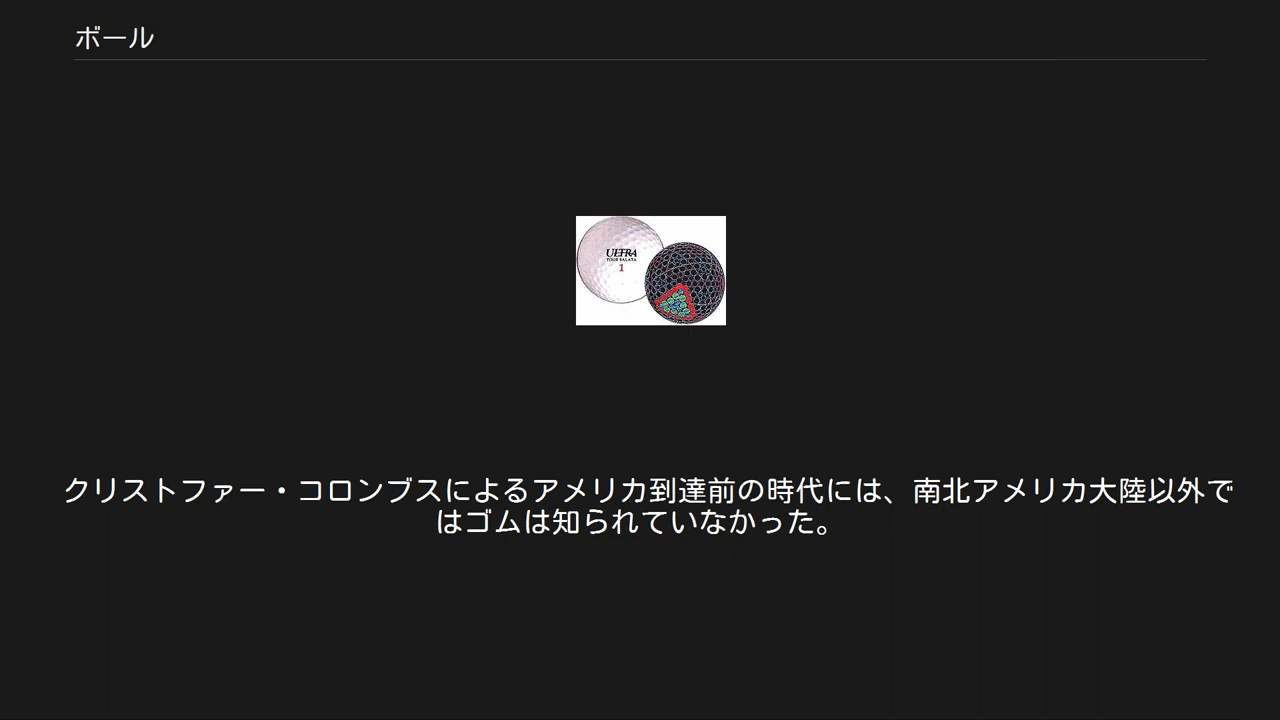 ボール
ULTRA
TOUR BALATA
1
クリストファー・コロンブスによるアメリカ到達前の時代には、南北アメリカ大陸以外で
はゴムは知られていなかった。